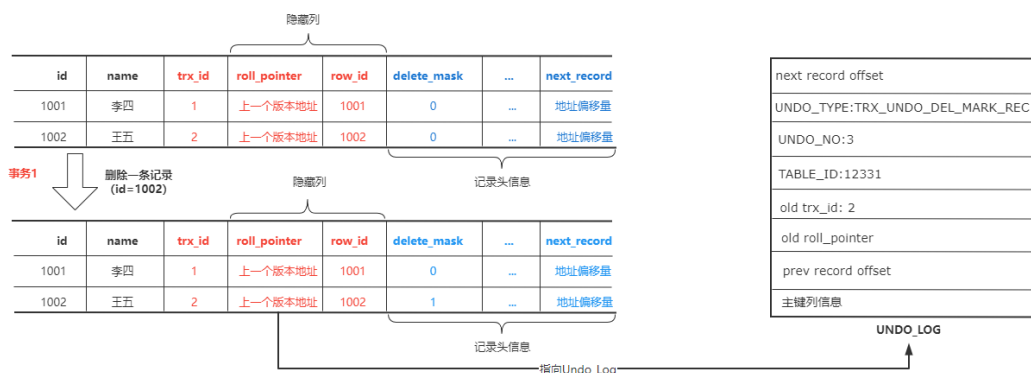 隐藏列
id name trx_id roll_pointer row_id delete_mask ... next_record
1001 李四 1 上一个版本地址 1001 0 ... 地址偏移量
1002 王五 2 上一个版本地址 1002 0 ... 地址偏移量
记录头信息
事务1
删除一条记录
(id=1002)
隐藏列
id name trx_id roll_pointer row_id delete_mask ... next_record
1001 李四 1 上一个版本地址 1001 0 ... 地址偏移量
1002 王五 2 上一个版本地址 1002 1 ... 地址偏移量
记录头信息
指向Undo Log
next record offset
UNDO_TYPE:TRX_UNDO_DEL_MARK_REC
UNDO_NO:3
TABLE_ID:12331
old trx_id: 2
old roll_pointer
prev record offset
主键列信息
UNDO_LOG